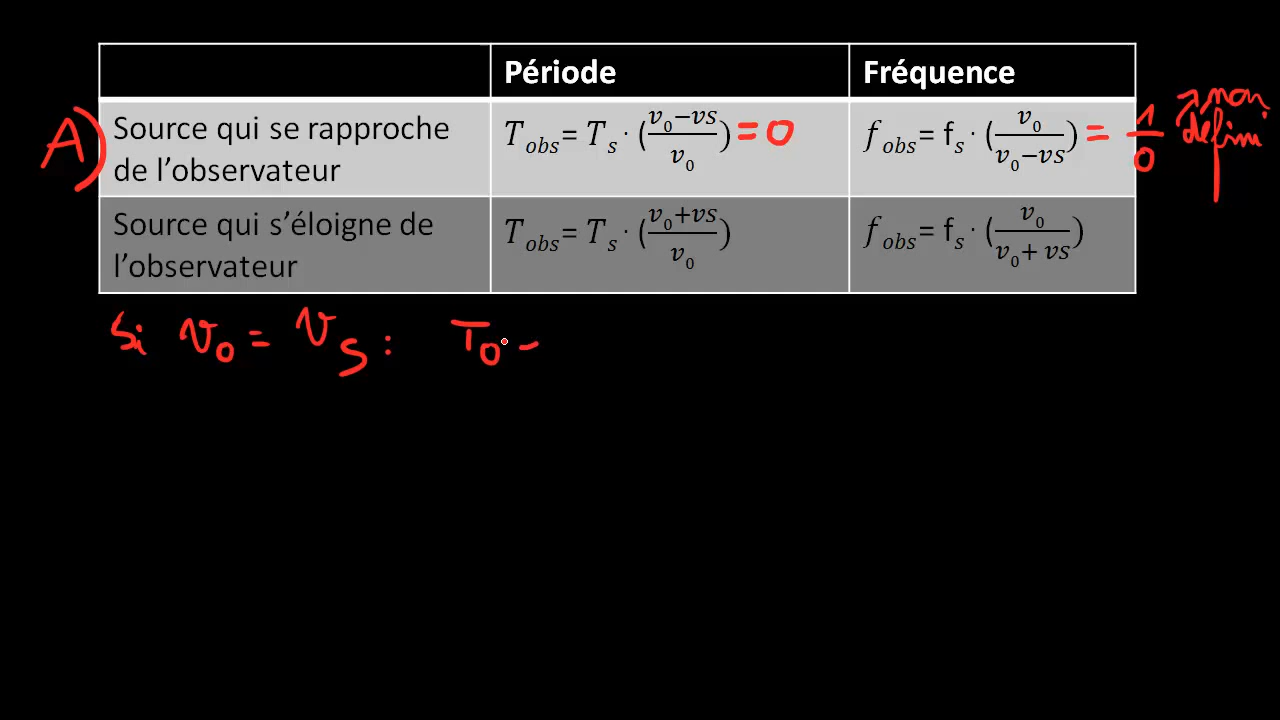 Période Fréquence
A) Source qui se rapproche de l’observateur T_obs= T_s · (v_0−vs / v_0) = 0 f_obs= f_s · (v_0 / v_0−vs) = 1/0 → non défini
Source qui s’éloigne de l’observateur T_obs= T_s · (v_0+vs / v_0) f_obs= f_s · (v_0 / v_0+ vs)
Si v_0 = v_s : T_0 -